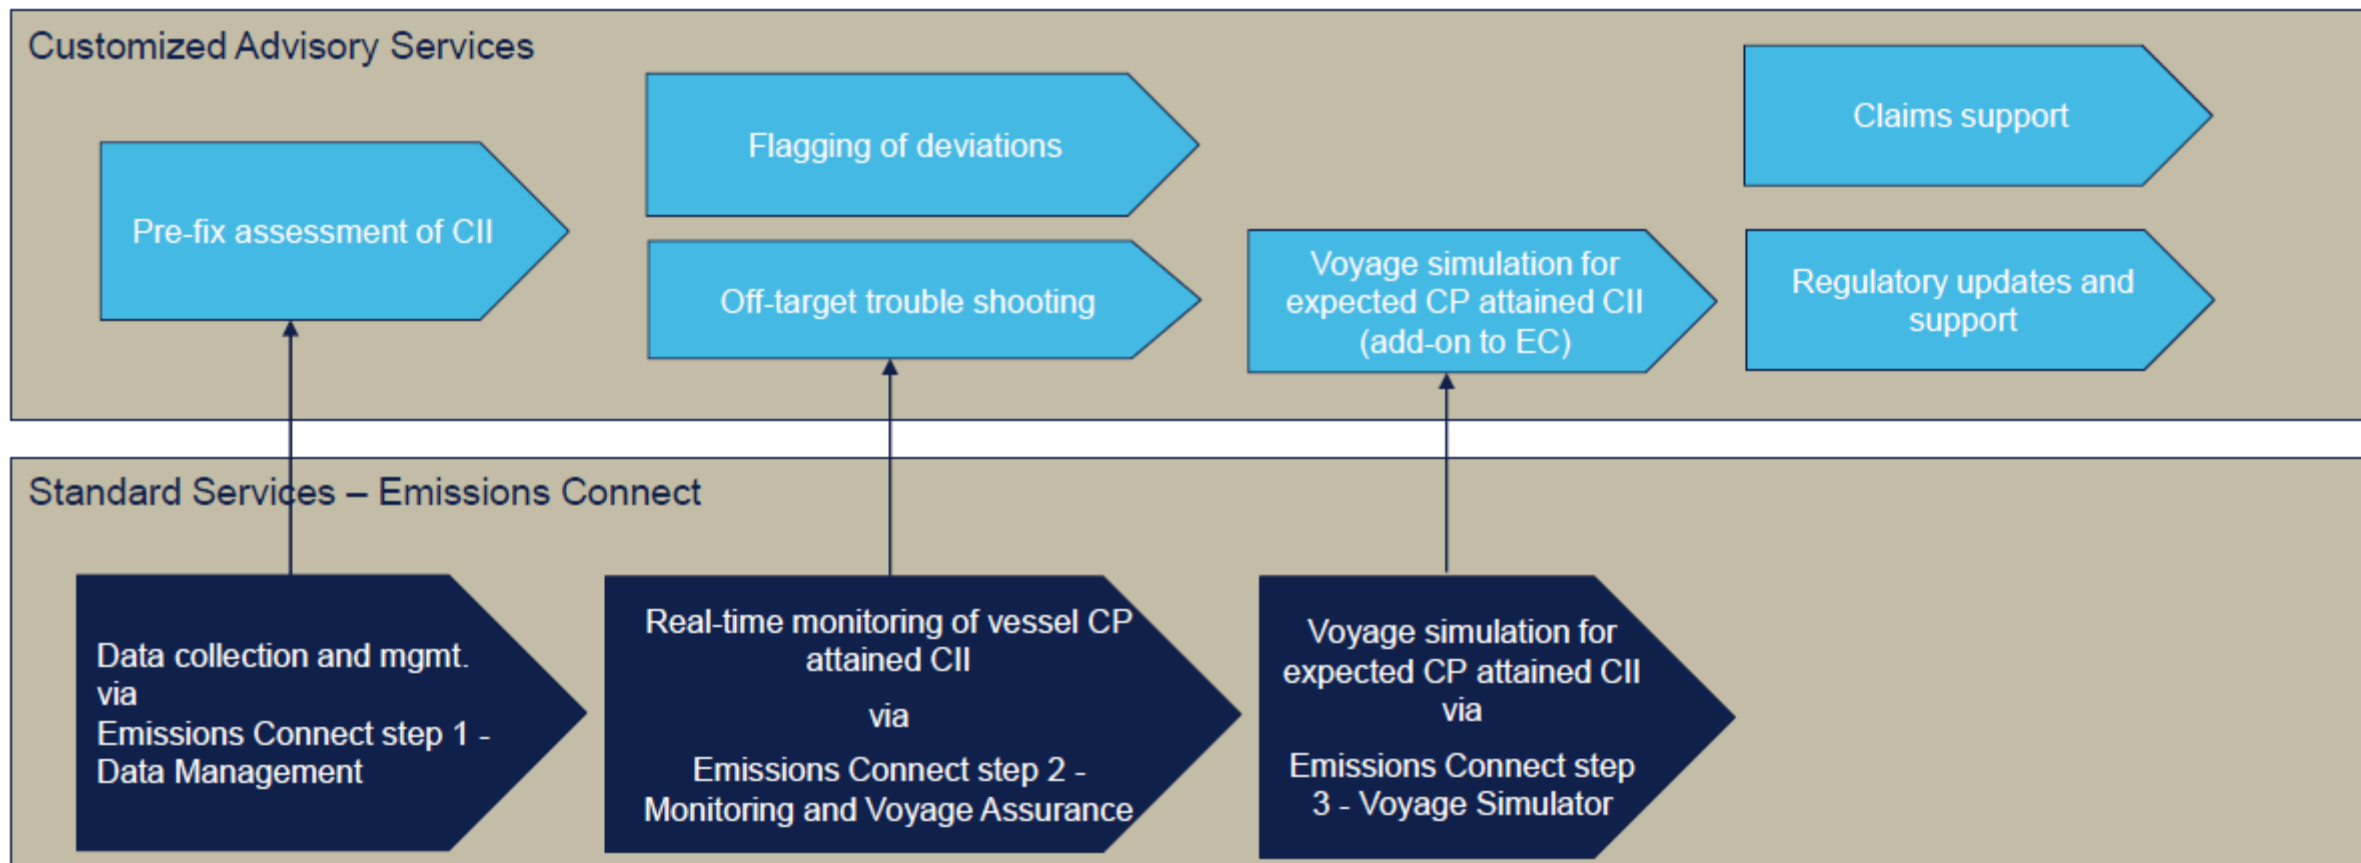 Customized Advisory Services
Pre-fix assessment of CII
Flagging of deviations
Off-target trouble shooting
Voyage simulation for
expected CP attained CII
(add-on to EC)
Claims support
Regulatory updates and
support
Standard Services – Emissions Connect
Data collection and mgmt.
via
Emissions Connect step 1 -
Data Management
Real-time monitoring of vessel CP
attained CII
via
Emissions Connect step 2 -
Monitoring and Voyage Assurance
Voyage simulation for
expected CP attained CII
via
Emissions Connect step
3 - Voyage Simulator